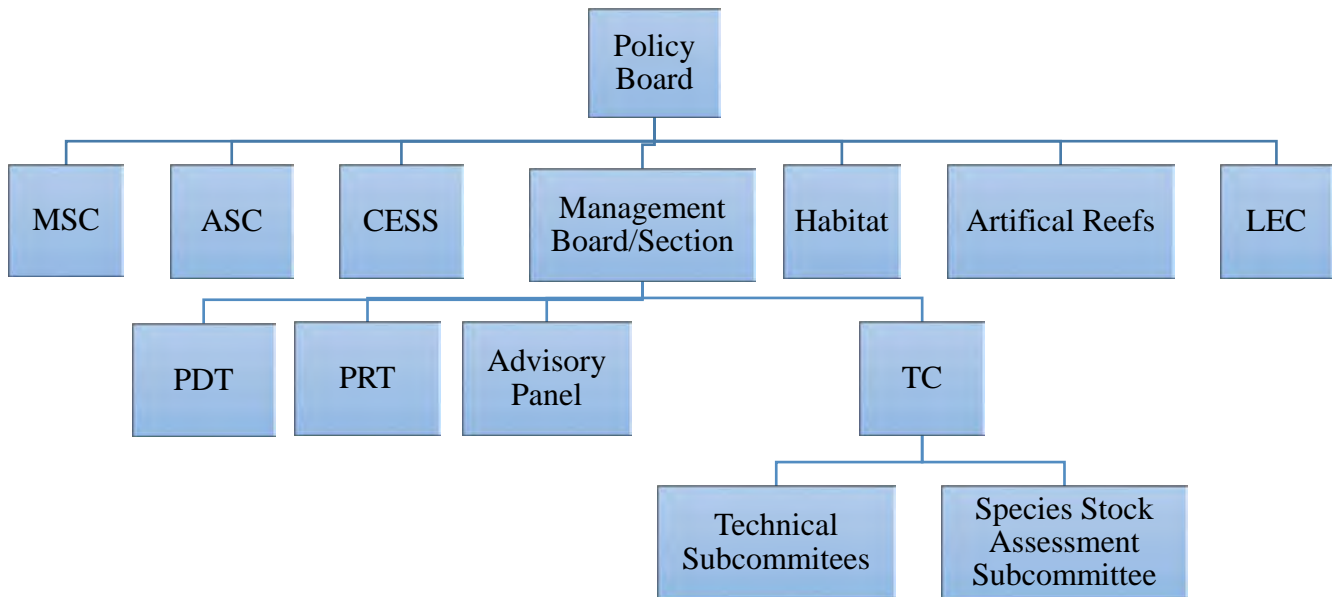 Policy
Board
MSC
ASC
CESS
Management
Board/Section
Habitat
Artifical Reefs
LEC
PDT
PRT
Advisory
Panel
TC
Technical
Subcommitees
Species Stock
Assessment
Subcommittee